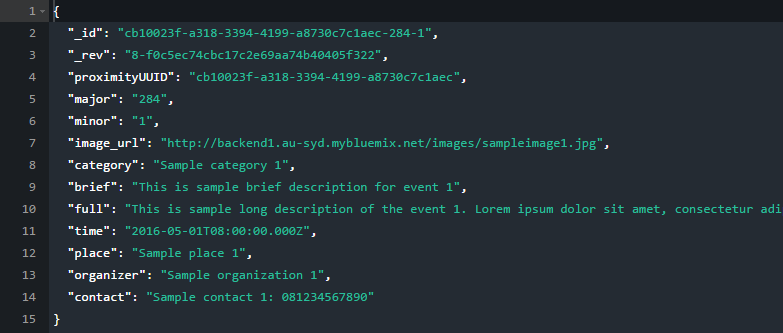 1 {
2 "_id": "cb10023f-a318-3394-4199-a8730c7c1aec-284-1",
3 "_rev": "8-f0c5ec74cbc17c2e69aa74b40405f322",
4 "proximityUUID": "cb10023f-a318-3394-4199-a8730c7c1aec",
5 "major": "284",
6 "minor": "1",
7 "image_url": "http://backend1.au-syd.mybluemix.net/images/sampleimage1.jpg",
8 "category": "Sample category 1",
9 "brief": "This is sample brief description for event 1",
10 "full": "This is sample long description of the event 1. Lorem ipsum dolor sit amet, consectetur adi
11 "time": "2016-05-01T08:00:00.000Z",
12 "place": "Sample place 1",
13 "organizer": "Sample organization 1",
14 "contact": "Sample contact 1: 081234567890"
15 }